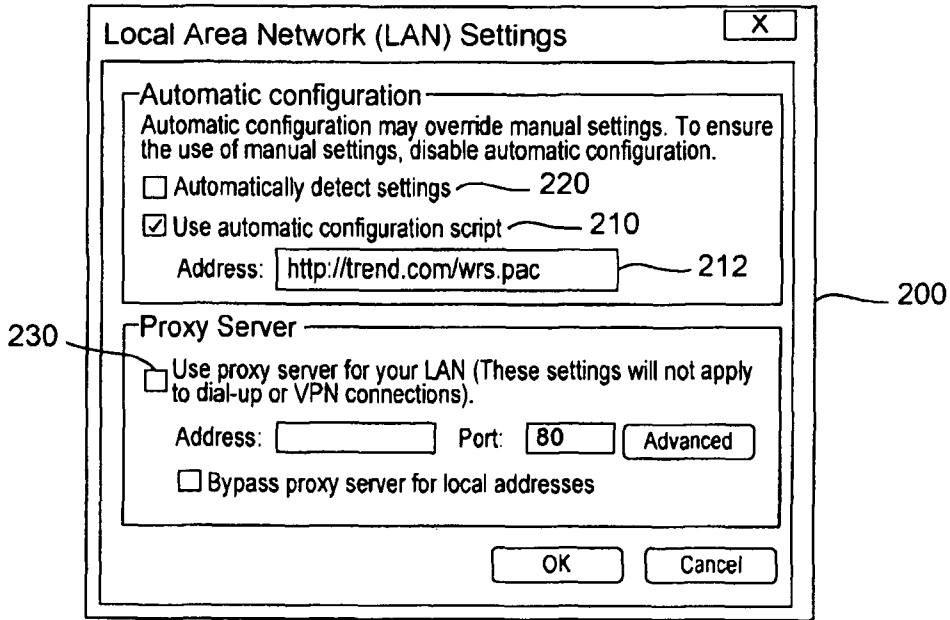 Local Area Network (LAN) Settings X
Automatic configuration
Automatic configuration may override manual settings. To ensure
the use of manual settings, disable automatic configuration.
Automatically detect settings 220
Use automatic configuration script 210
Address: http://trend.com/wrs.pac 212
200
Proxy Server
230
Use proxy server for your LAN (These settings will not apply
to dial-up or VPN connections).
Address: Port: 80 Advanced
Bypass proxy server for local addresses
OK Cancel